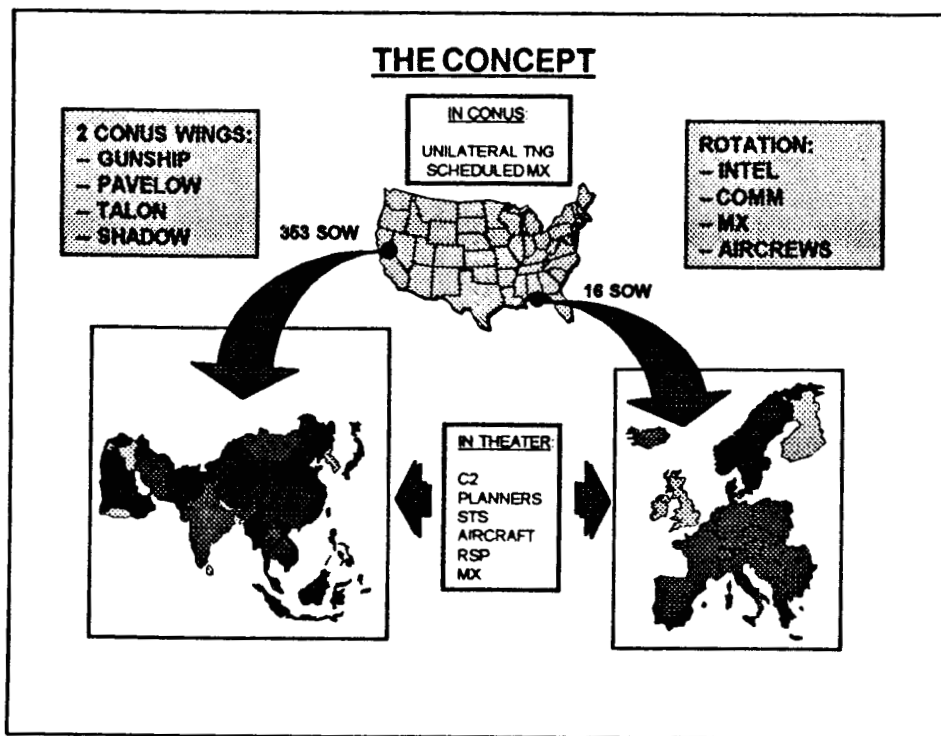 THE CONCEPT
2 CONUS WINGS:
– GUNSHIP
– PAVELOW
– TALON
– SHADOW
IN CONUS:
UNILATERAL TNG
SCHEDULED MX
ROTATION:
– INTEL
– COMM
– MX
– AIRCREWS
353 SOW
16 SOW
IN THEATER:
C2
PLANNERS
STS
AIRCRAFT
RSP
MX